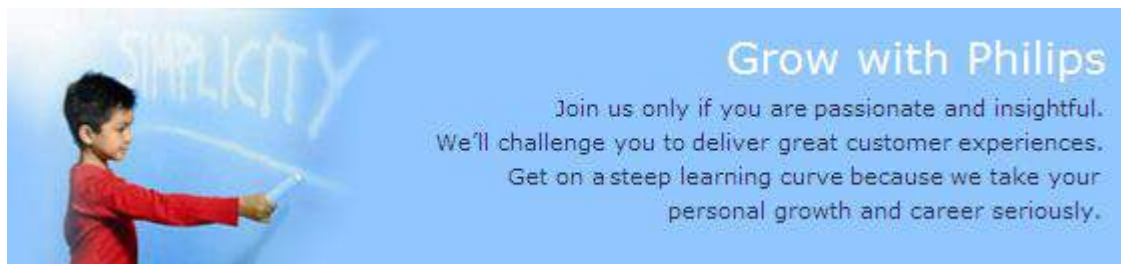 SIMPLICITY
Grow with Philips
Join us only if you are passionate and insightful.
We'll challenge you to deliver great customer experiences.
Get on a steep learning curve because we take your
personal growth and career seriously.